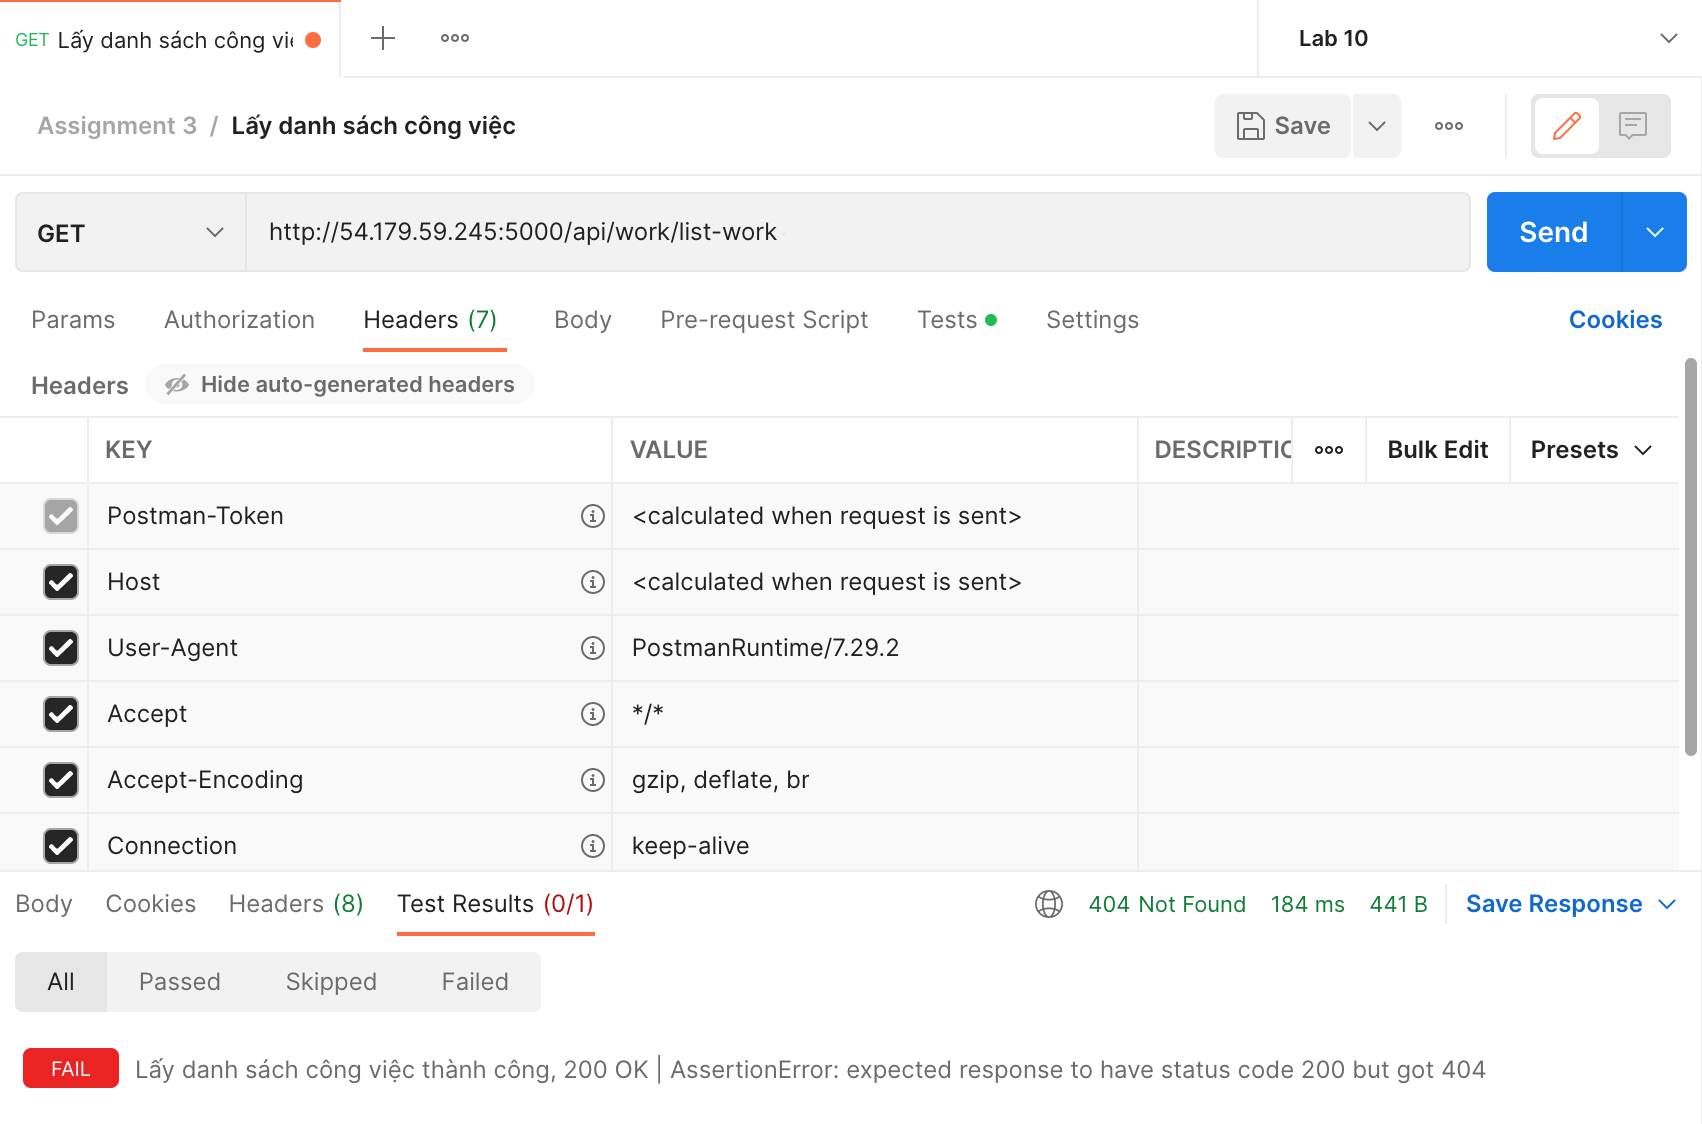 GET Lấy danh sách công việ
Lab 10
Assignment 3 / Lấy danh sách công việc
Save
GET http://54.179.59.245:5000/api/work/list-work
Send
Params Authorization Headers (7) Body Pre-request Script Tests Settings Cookies
Headers Hide auto-generated headers
KEY VALUE DESCRIPTIO Bulk Edit Presets
Postman-Token <calculated when request is sent>
Host <calculated when request is sent>
User-Agent PostmanRuntime/7.29.2
Accept */*
Accept-Encoding gzip, deflate, br
Connection keep-alive
Body Cookies Headers (8) Test Results (0/1) 404 Not Found 184 ms 441 B Save Response
All Passed Skipped Failed
FAIL Lấy danh sách công việc thành công, 200 OK | AssertionError: expected response to have status code 200 but got 404